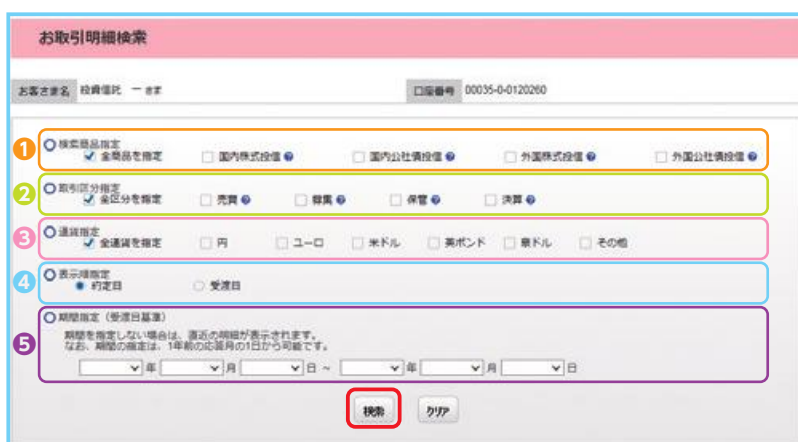 お取引明細検索
お客さま名 投資信託 一 さま 口座番号 00035-0-0120260
1 検索商品指定
全商品を指定 国内株式投信 ? 国内公社債投信 ? 外国株式投信 ? 外国公社債投信 ?
2 取引区分指定
全区分を指定 売買 ? 募集 ? 保管 ? 決算 ?
3 通貨指定
全通貨を指定 円 ユーロ 米ドル 英ポンド 豪ドル その他
4 表示順指定
約定日 受渡日
5 期間指定（受渡日基準）
期間を指定しない場合は、直近の明細が表示されます。
なお、期間の指定は、1年前の応答月の1日から可能です。
年 月 日 ～ 年 月 日
検索 クリア